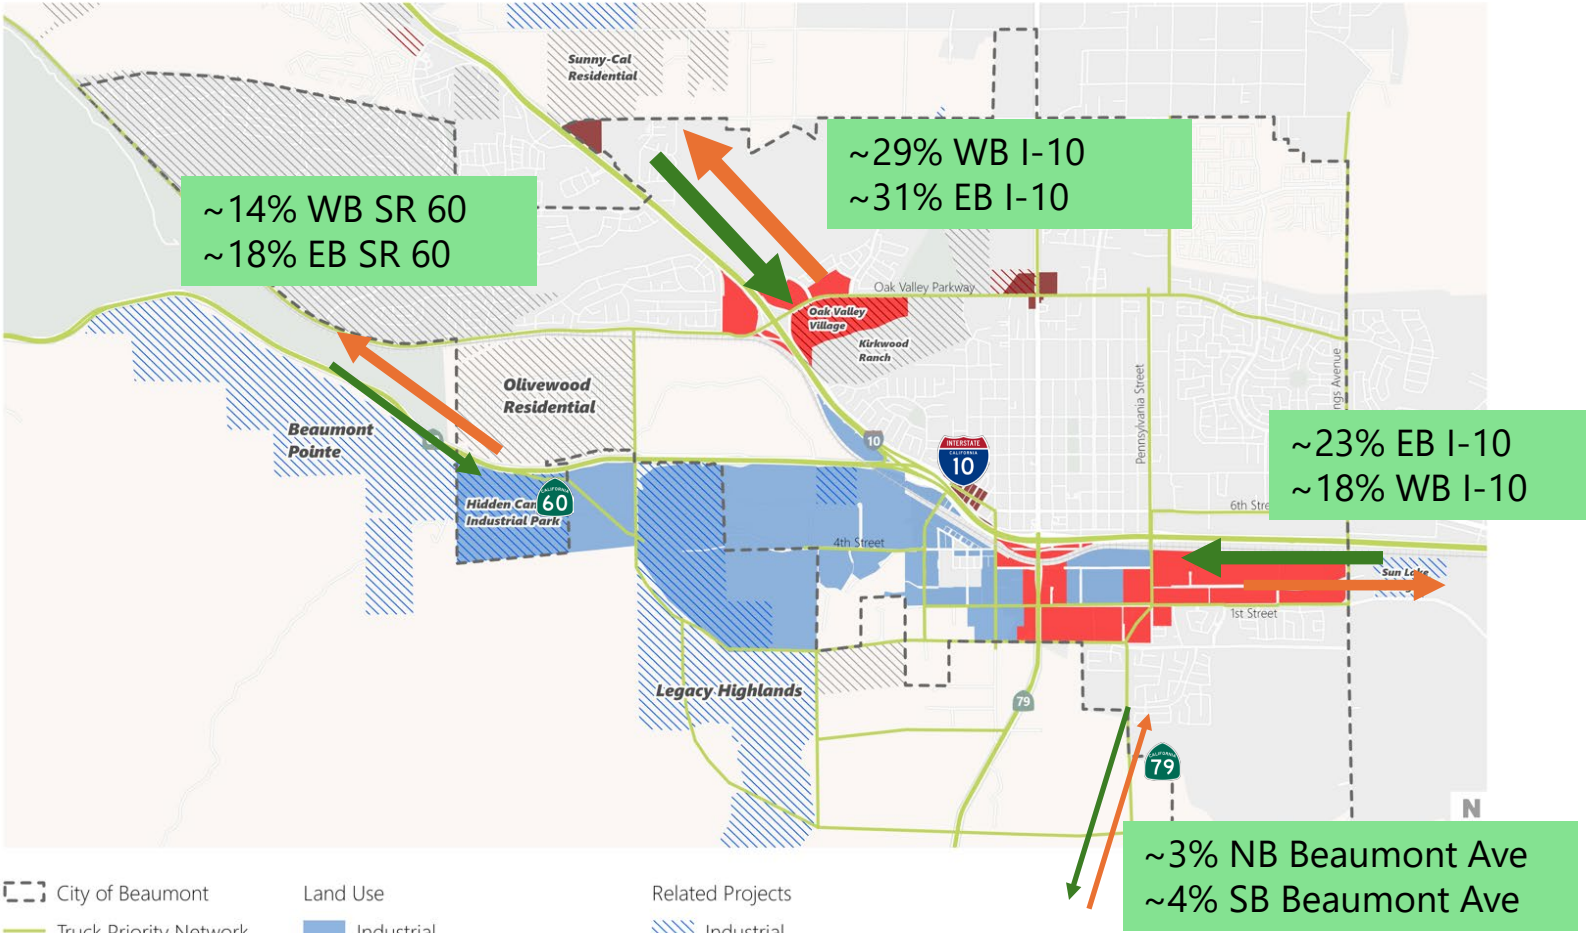 Sunny-Cal
Residential
~29% WB I-10
~31% EB I-10
~14% WB SR 60
~18% EB SR 60
Oak Valley Parkway
Oak Valley
Village
Kirkwood
Ranch
Olivewood
Residential
Pennsylvania Street
Beaumont
Pointe
10
INTERSTATE
CALIFORNIA
10
~23% EB I-10
~18% WB I-10
Hidden
Industrial Park
CALIFORNIA
60
6th
4th Street
Sun Lake
1st Street
Legacy Highlands
79
CALIFORNIA
79
N
~3% NB Beaumont Ave
~4% SB Beaumont Ave
City of Beaumont
Land Use
Related Projects
Truck Priority Network
Industrial
Industrial